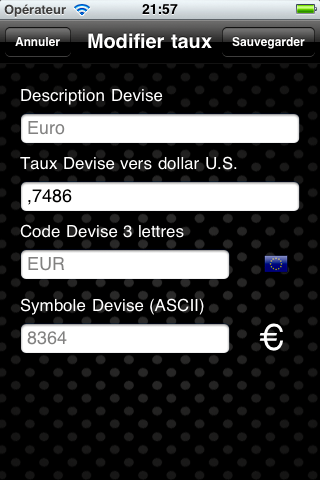 Opérateur 21:57
Annuler Modifier taux Sauvegarder
Description Devise
Euro
Taux Devise vers dollar U.S.
,7486
Code Devise 3 lettres
EUR
Symbole Devise (ASCII)
8364 €